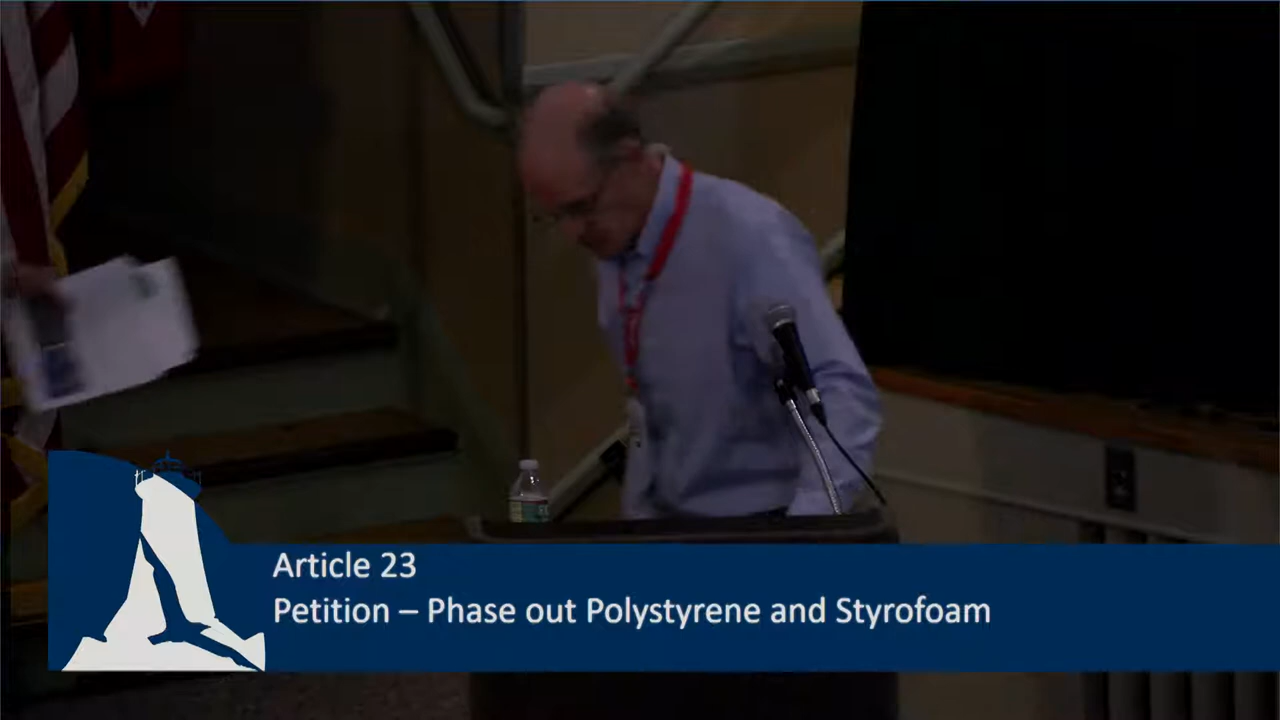 Article 23
Petition – Phase out Polystyrene and Styrofoam